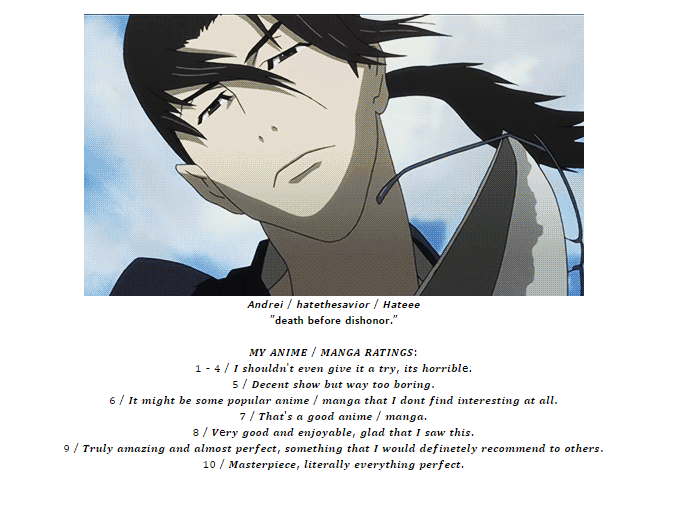 Andrei / hatethesavior / Hateee
"death before dishonor."
MY ANIME / MANGA RATINGS:
1 - 4 / I shouldn't even give it a try, its horrible.
5 / Decent show but way too boring.
6 / It might be some popular anime / manga that I dont find interesting at all.
7 / That's a good anime / manga.
8 / Very good and enjoyable, glad that I saw this.
9 / Truly amazing and almost perfect, something that I would definetely recommend to others.
10 / Masterpiece, literally everything perfect.